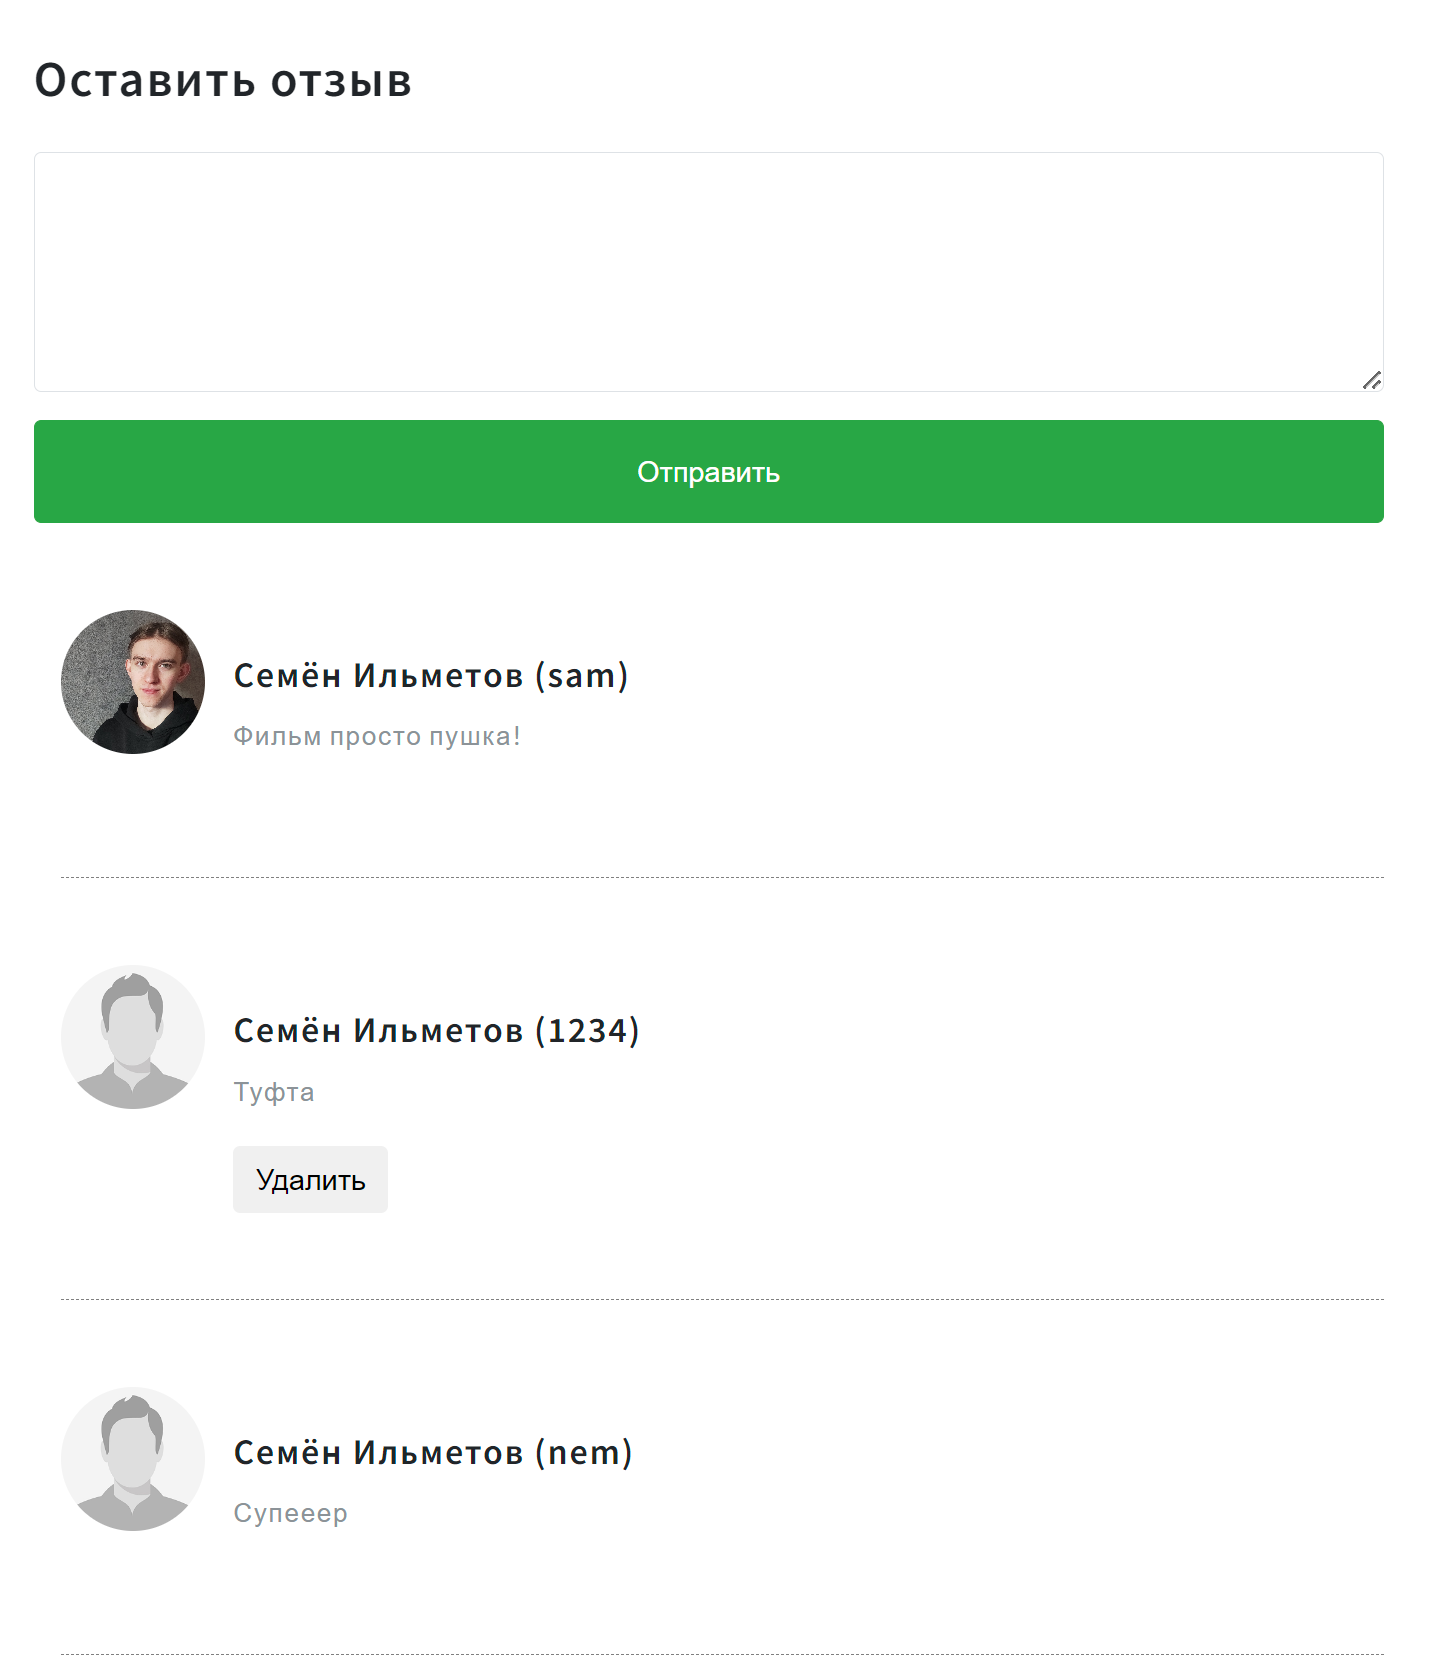 Оставить отзыв
Отправить
Семён Ильметов (sam)
Фильм просто пушка!
Семён Ильметов (1234)
Туфта
Удалить
Семён Ильметов (nem)
Супееер